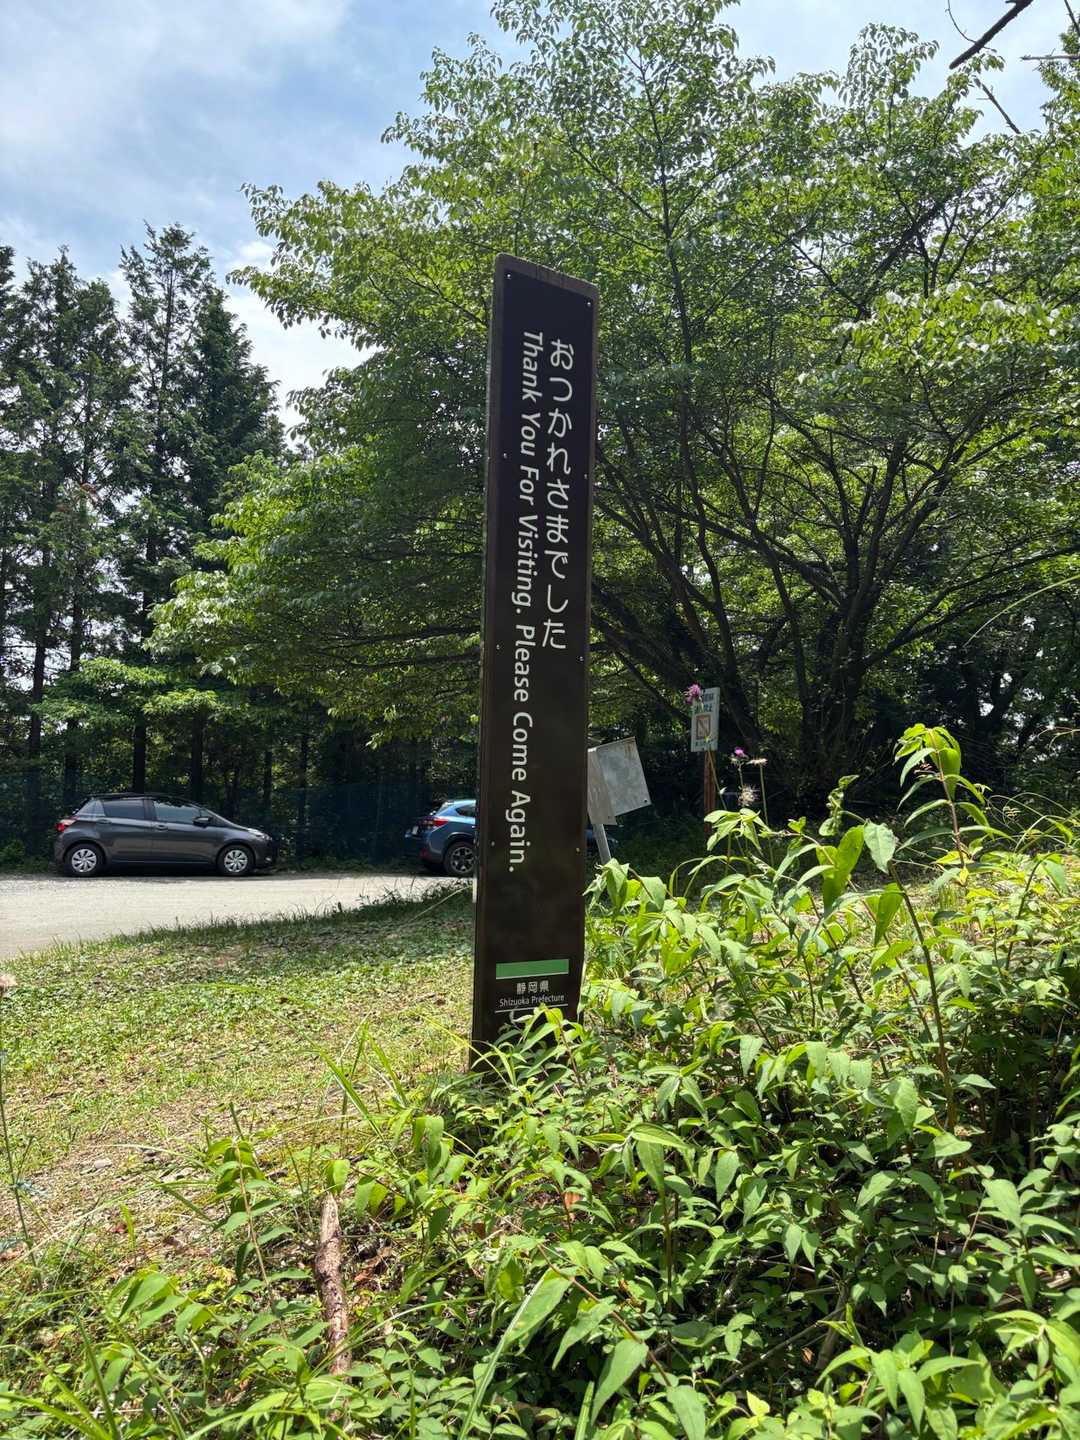 おつかれさまでした
Thank You For Visiting. Please Come Again.
静岡県
Shizuoka Prefecture